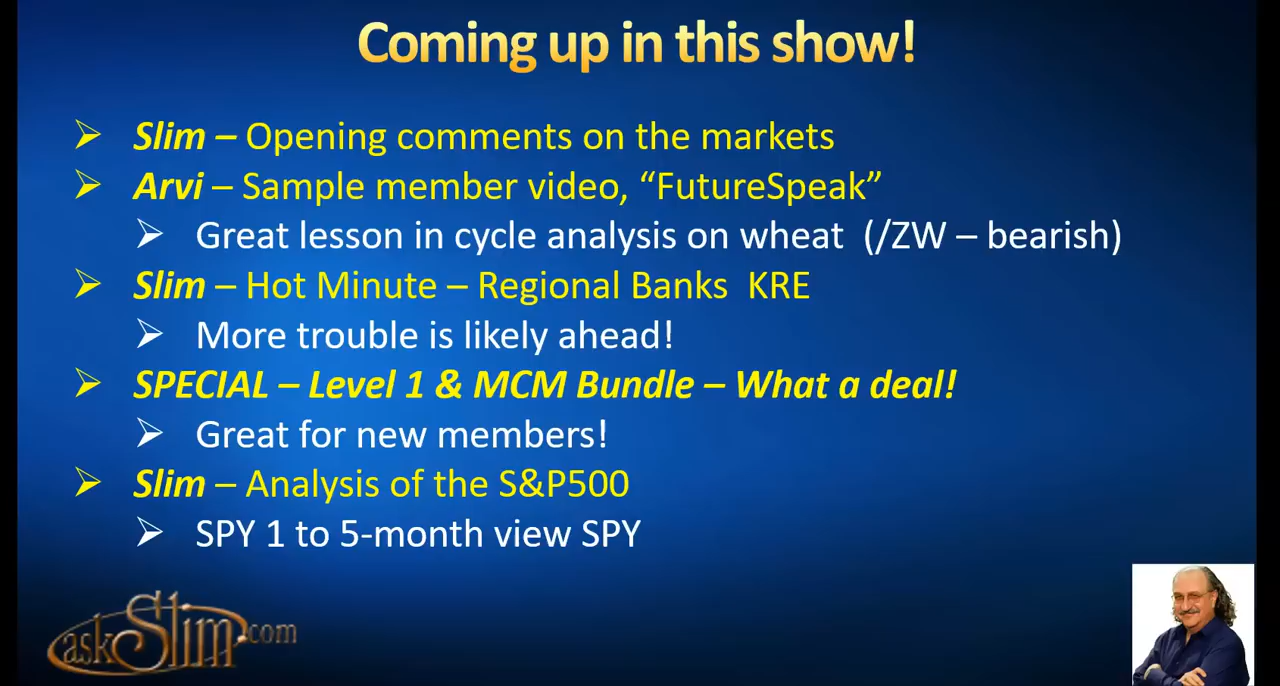 Coming up in this show!
Slim – Opening comments on the markets
Arvi – Sample member video, “FutureSpeak”
Great lesson in cycle analysis on wheat (/ZW – bearish)
Slim – Hot Minute – Regional Banks KRE
More trouble is likely ahead!
SPECIAL – Level 1 & MCM Bundle – What a deal!
Great for new members!
Slim – Analysis of the S&P500
SPY 1 to 5-month view SPY
askSlim.com